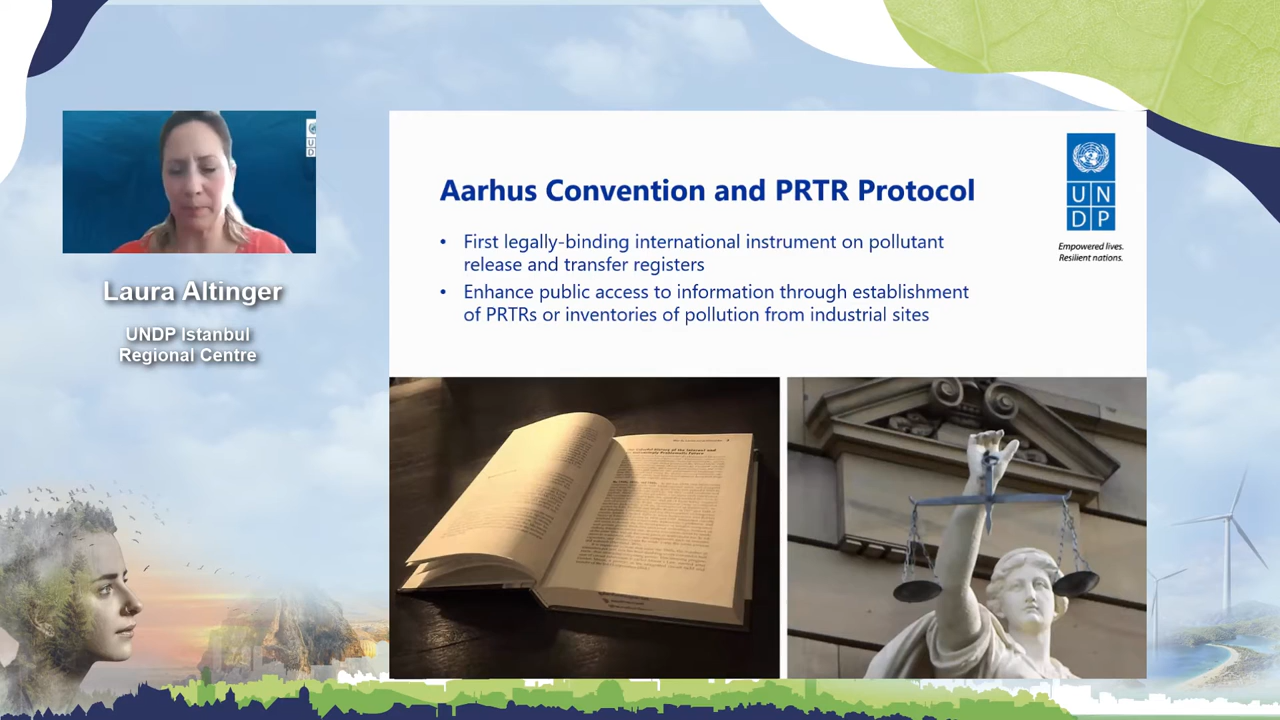 Laura Altinger
UNDP Istanbul
Regional Centre
Aarhus Convention and PRTR Protocol
• First legally-binding international instrument on pollutant
release and transfer registers
• Enhance public access to information through establishment
of PRTRs or inventories of pollution from industrial sites
U N
D P
Empowered lives.
Resilient nations.
U
D